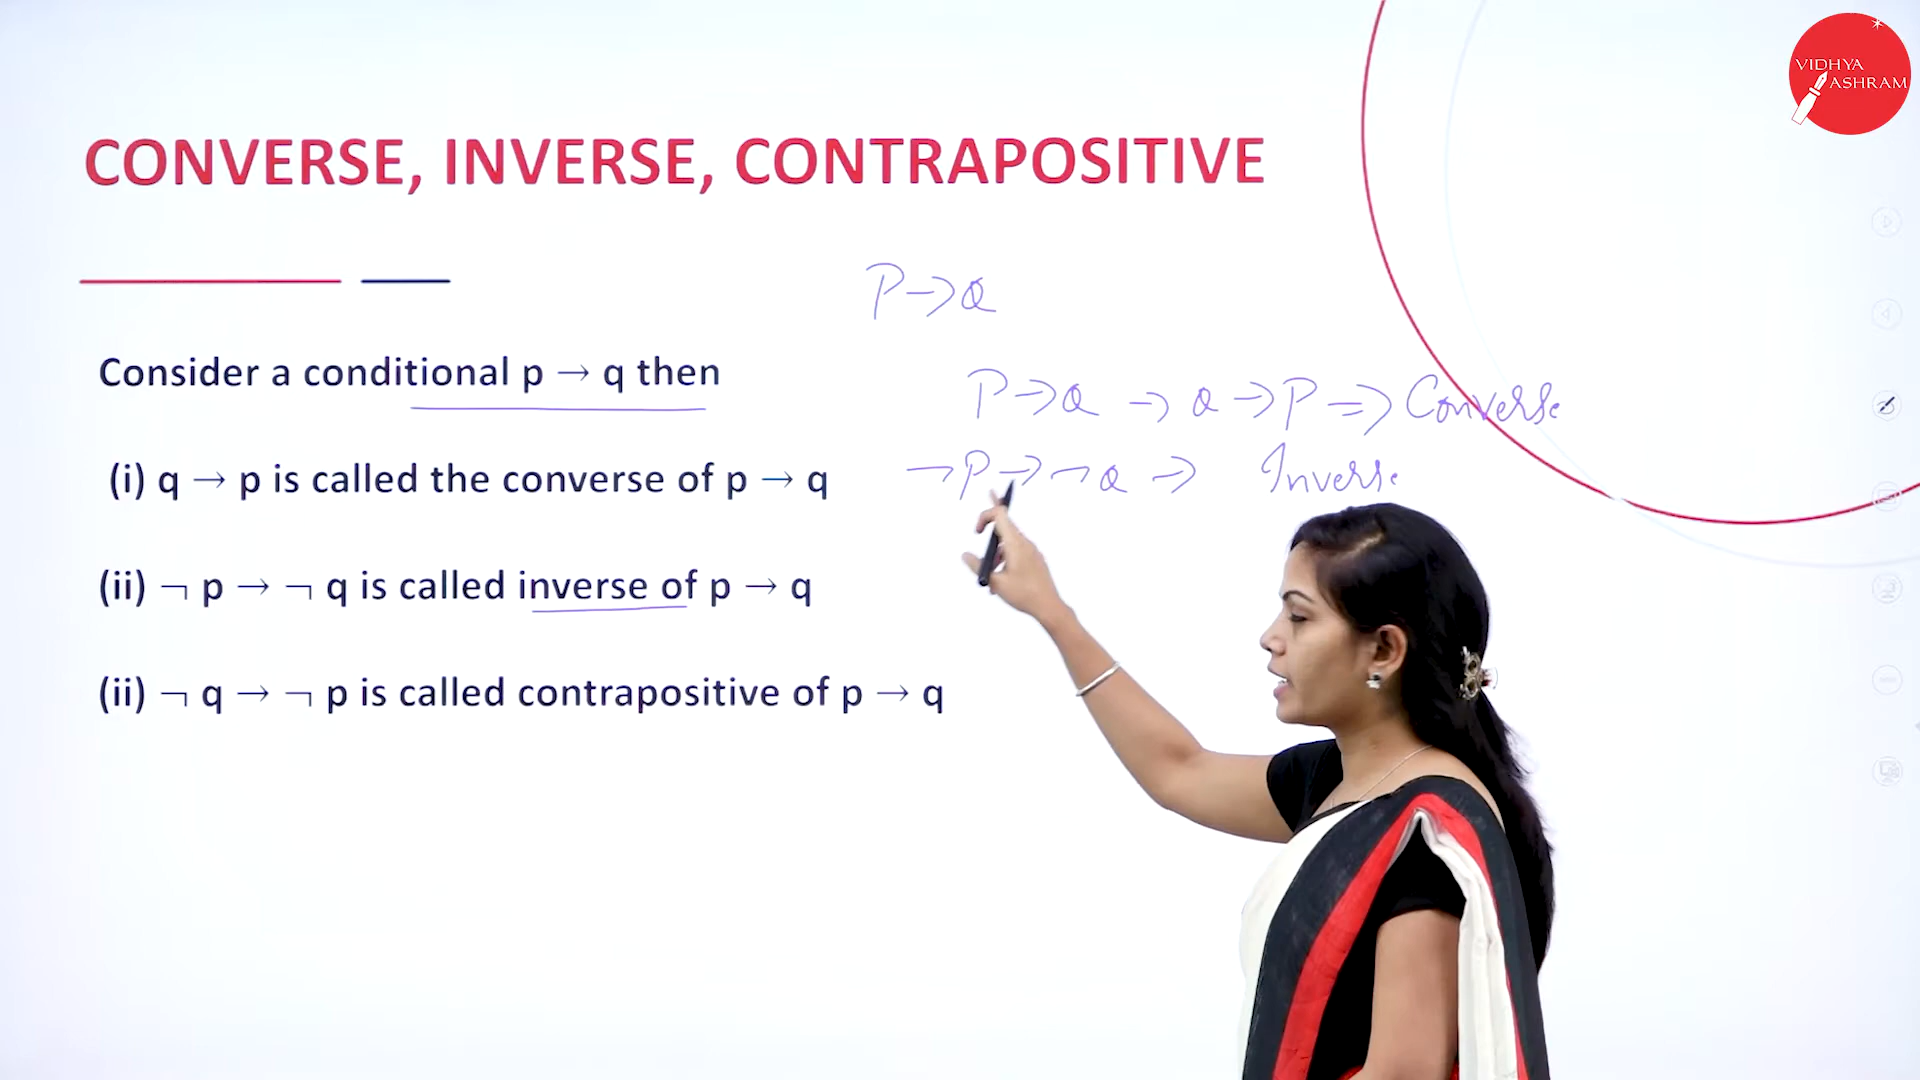 VIDHYA
ASHRAM
CONVERSE, INVERSE, CONTRAPOSITIVE
P → Q
Consider a conditional p → q then
P → Q → Q → P ⇒ Converse
(i) q → p is called the converse of p → q
¬ P → ¬ Q ⇒ Inverse
(ii) ¬ p → ¬ q is called inverse of p → q
(ii) ¬ q → ¬ p is called contrapositive of p → q